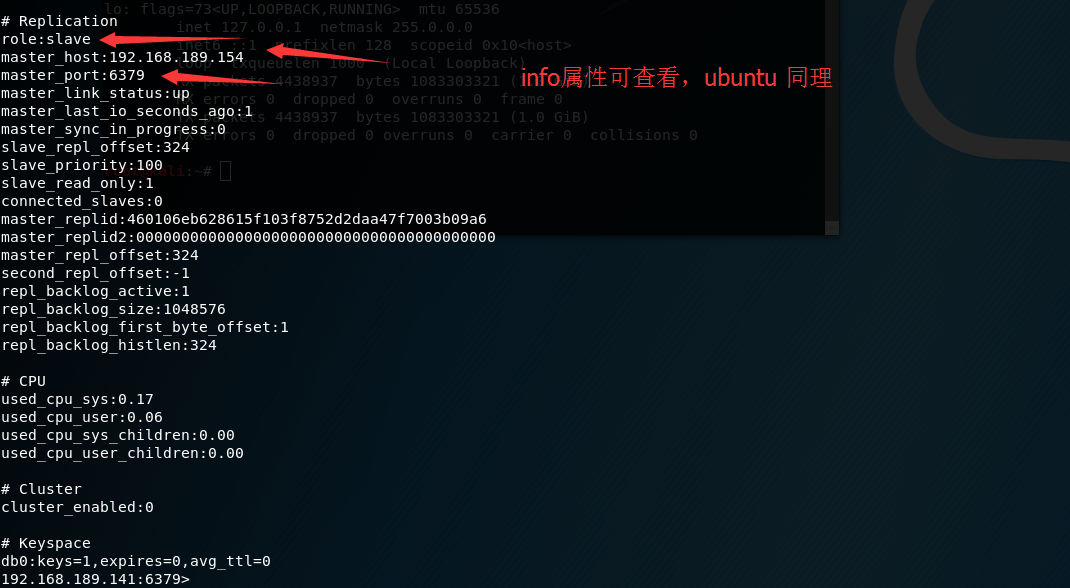 lo: flags=73<UP,LOOPBACK,RUNNING>  mtu 65536
# Replication
inet 127.0.0.1  netmask 255.0.0.0
role:slave
inet6 ::1  prefixlen 128  scopeid 0x10<host>
master_host:192.168.189.154
loop  txqueuelen 1000  (Local Loopback)
master_port:6379
info属性可查看，ubuntu 同理
packets 4438937  bytes 1083303321
master_link_status:up
RX errors 0  dropped 0  overruns 0  frame 0
master_last_io_seconds_ago:1
TX packets 4438937  bytes 1083303321 (1.0 GiB)
master_sync_in_progress:0
TX errors 0  dropped 0 overruns 0  carrier 0  collisions 0
slave_repl_offset:324
slave_priority:100
:~#
slave_read_only:1
connected_slaves:0
master_replid:460106eb628615f103f8752d2daa47f7003b09a6
master_replid2:0000000000000000000000000000000000000000
master_repl_offset:324
second_repl_offset:-1
repl_backlog_active:1
repl_backlog_size:1048576
repl_backlog_first_byte_offset:1
repl_backlog_histlen:324
# CPU
used_cpu_sys:0.17
used_cpu_user:0.06
used_cpu_sys_children:0.00
used_cpu_user_children:0.00
# Cluster
cluster_enabled:0
# Keyspace
db0:keys=1,expires=0,avg_ttl=0
192.168.189.141:6379>